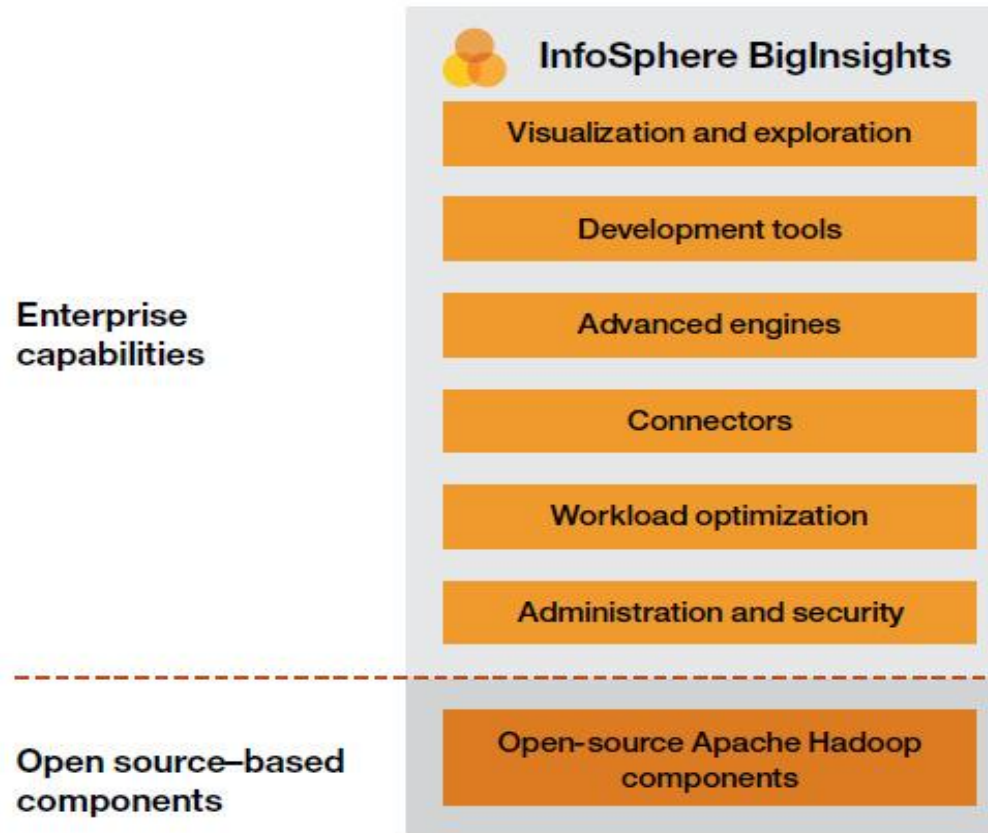 InfoSphere BigInsights
Visualization and exploration
Development tools
Enterprise
capabilities
Advanced engines
Connectors
Workload optimization
Administration and security
Open source–based
components
Open-source Apache Hadoop
components